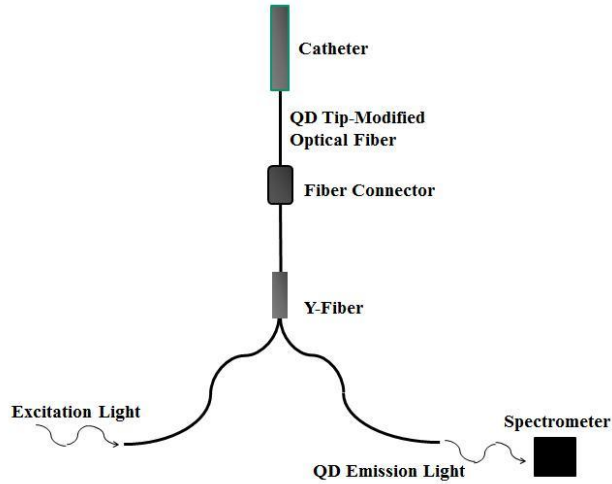 Catheter
QD Tip-Modified
Optical Fiber
Fiber Connector
Y-Fiber
Excitation Light
Spectrometer
QD Emission Light